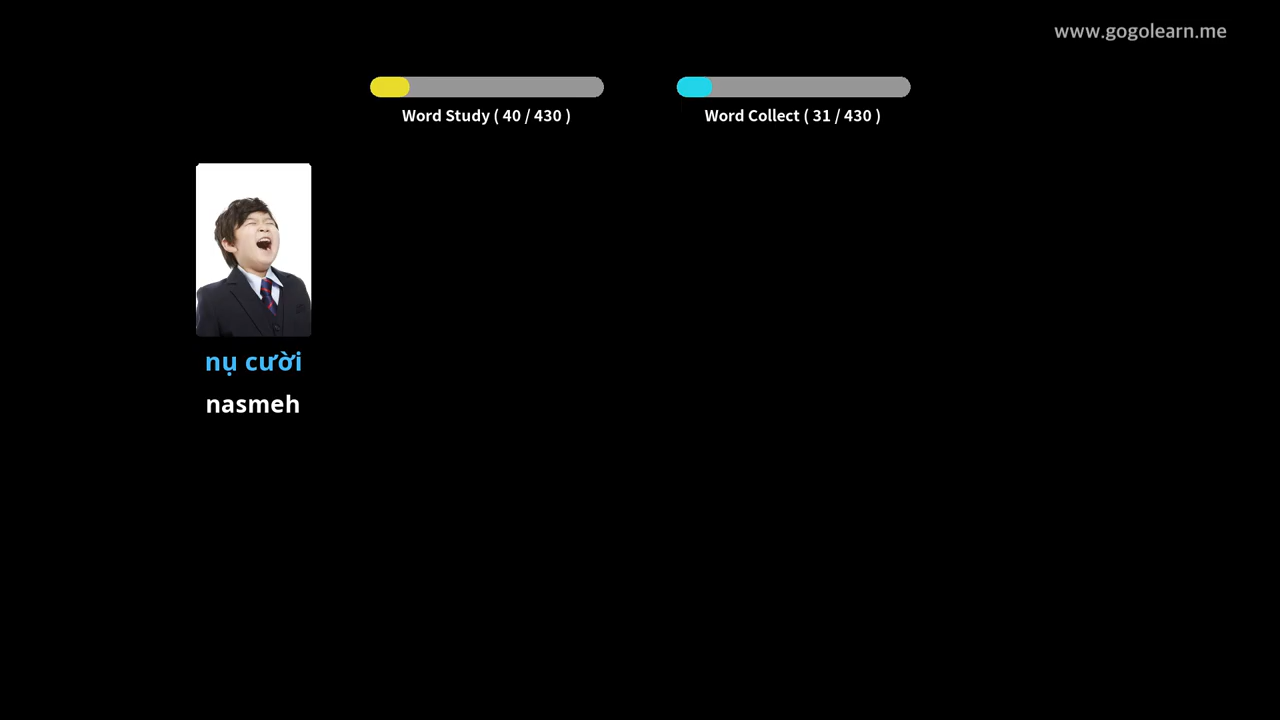 www.gogolearn.me
Word Study ( 40 / 430 )
Word Collect ( 31 / 430 )
nụ cười
nasmeh